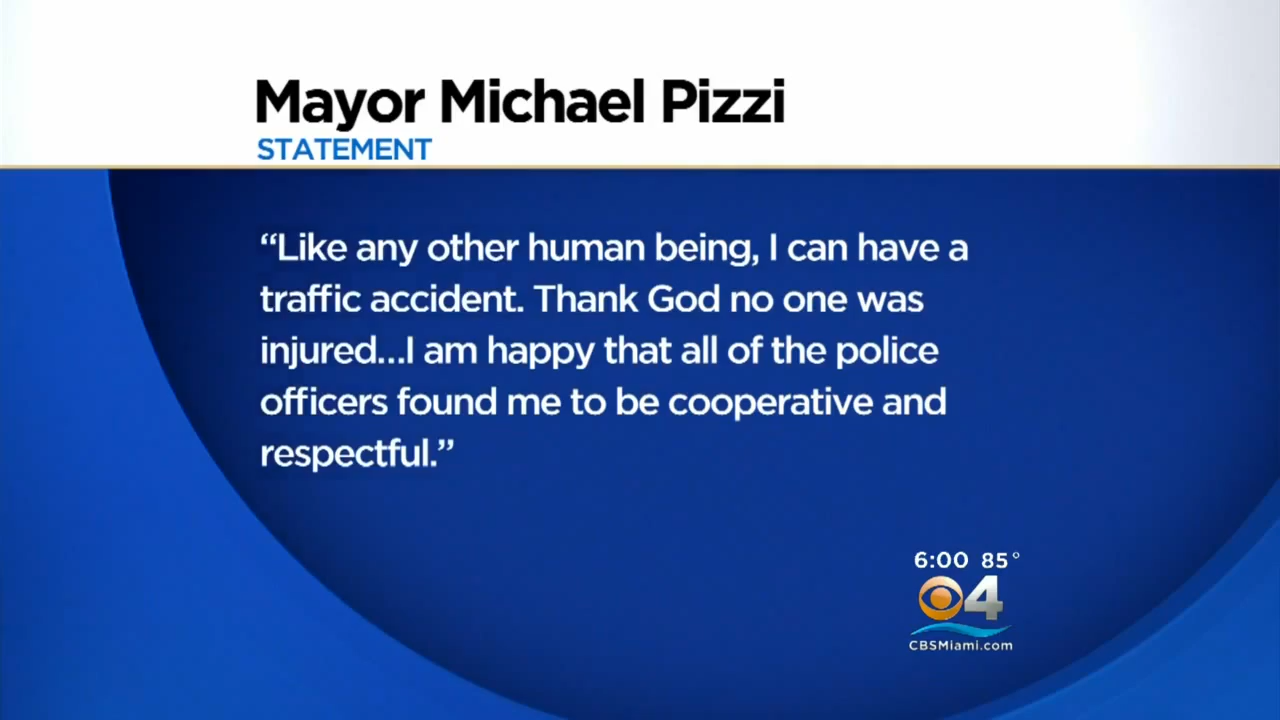 Mayor Michael Pizzi
STATEMENT
“Like any other human being, I can have a
traffic accident. Thank God no one was
injured...I am happy that all of the police
officers found me to be cooperative and
respectful.”
6:00 85°
4
CBSMiami.com